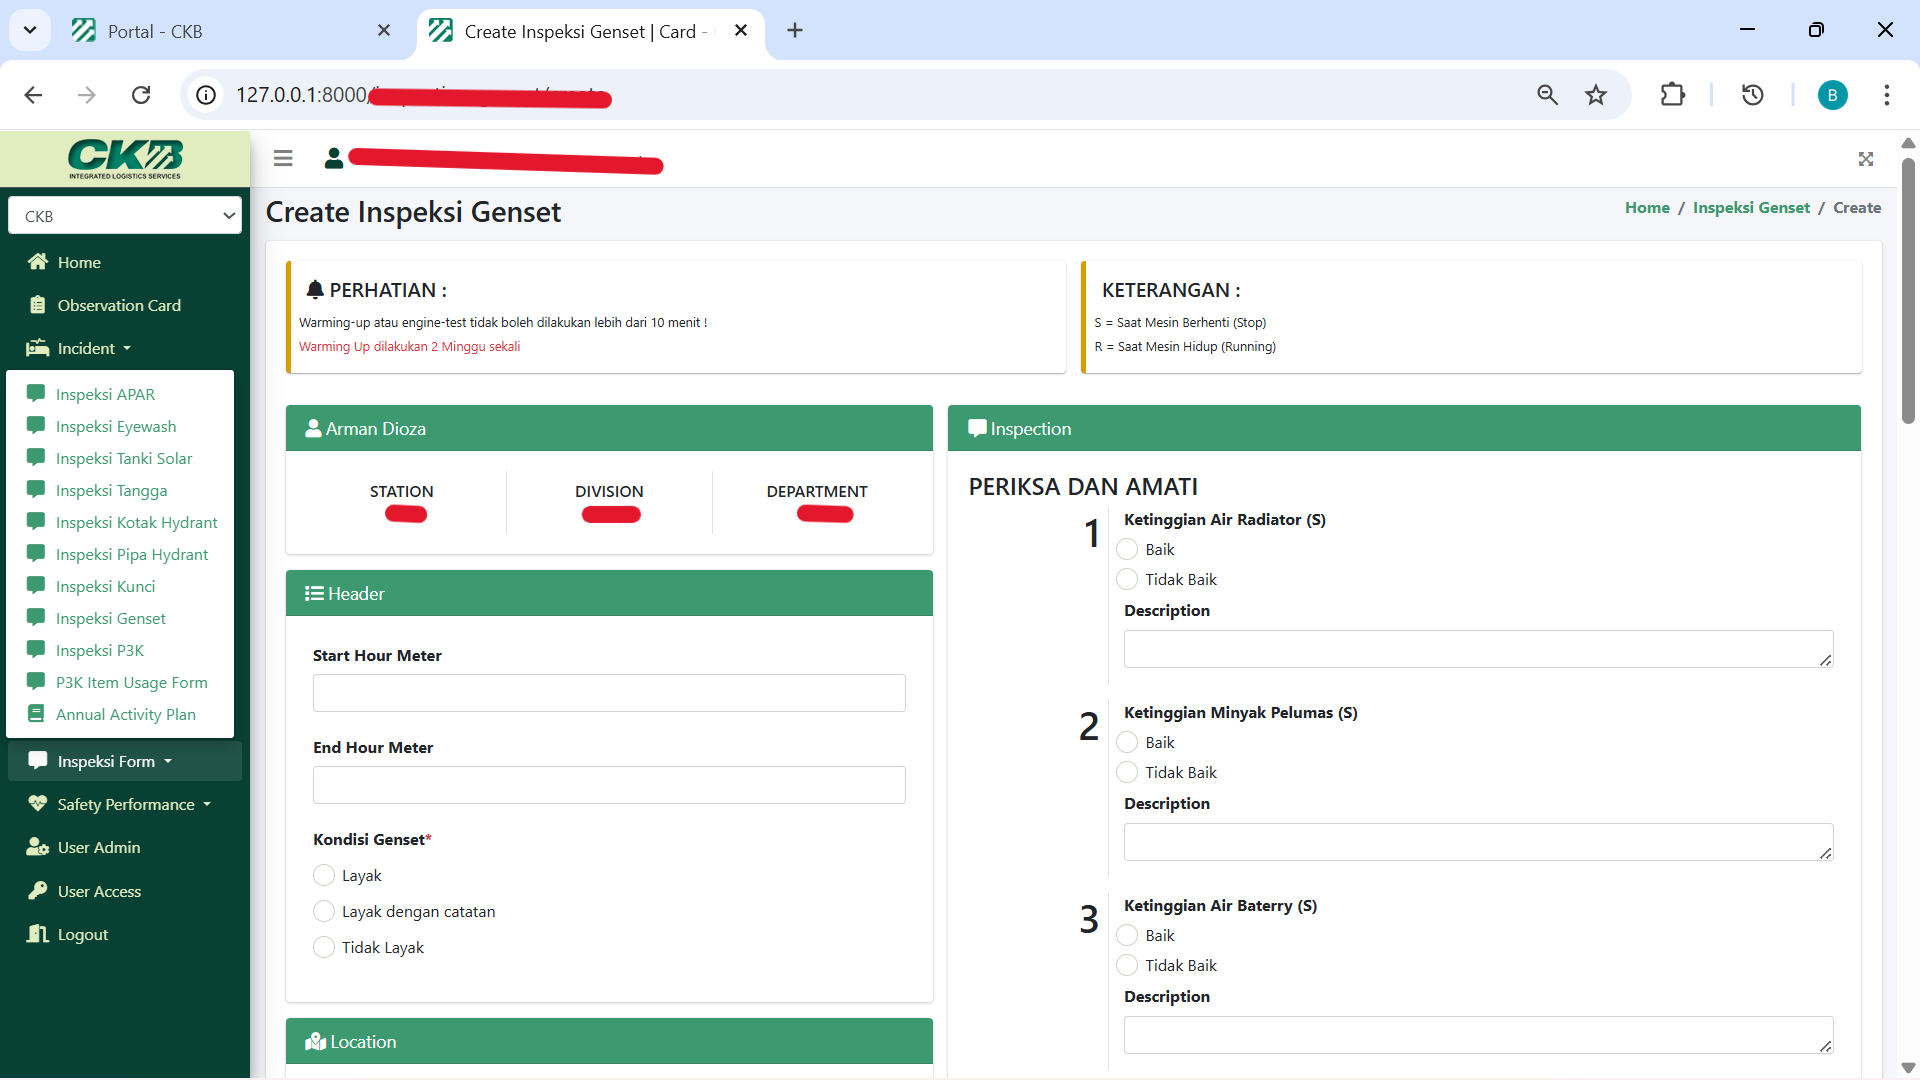 Portal - CKB
Create Inspeksi Genset | Card -
127.0.0.1:8000/
B
CKB
INTEGRATED LOGISTICS SERVICES
CKB
Home
Observation Card
Incident
Inspeksi APAR
Inspeksi Eyewash
Inspeksi Tanki Solar
Inspeksi Tangga
Inspeksi Kotak Hydrant
Inspeksi Pipa Hydrant
Inspeksi Kunci
Inspeksi Genset
Inspeksi P3K
P3K Item Usage Form
Annual Activity Plan
Inspeksi Form
Safety Performance
User Admin
User Access
Logout
Create Inspeksi Genset
Home / Inspeksi Genset / Create
PERHATIAN :
Warming-up atau engine-test tidak boleh dilakukan lebih dari 10 menit !
Warming Up dilakukan 2 Minggu sekali
KETERANGAN :
S = Saat Mesin Berhenti (Stop)
R = Saat Mesin Hidup (Running)
Arman Dioza
STATION
DIVISION
DEPARTMENT
Header
Start Hour Meter
End Hour Meter
Kondisi Genset*
Layak
Layak dengan catatan
Tidak Layak
Location
Inspection
PERIKSA DAN AMATI
1
Ketinggian Air Radiator (S)
Baik
Tidak Baik
Description
2
Ketinggian Minyak Pelumas (S)
Baik
Tidak Baik
Description
3
Ketinggian Air Baterry (S)
Baik
Tidak Baik
Description